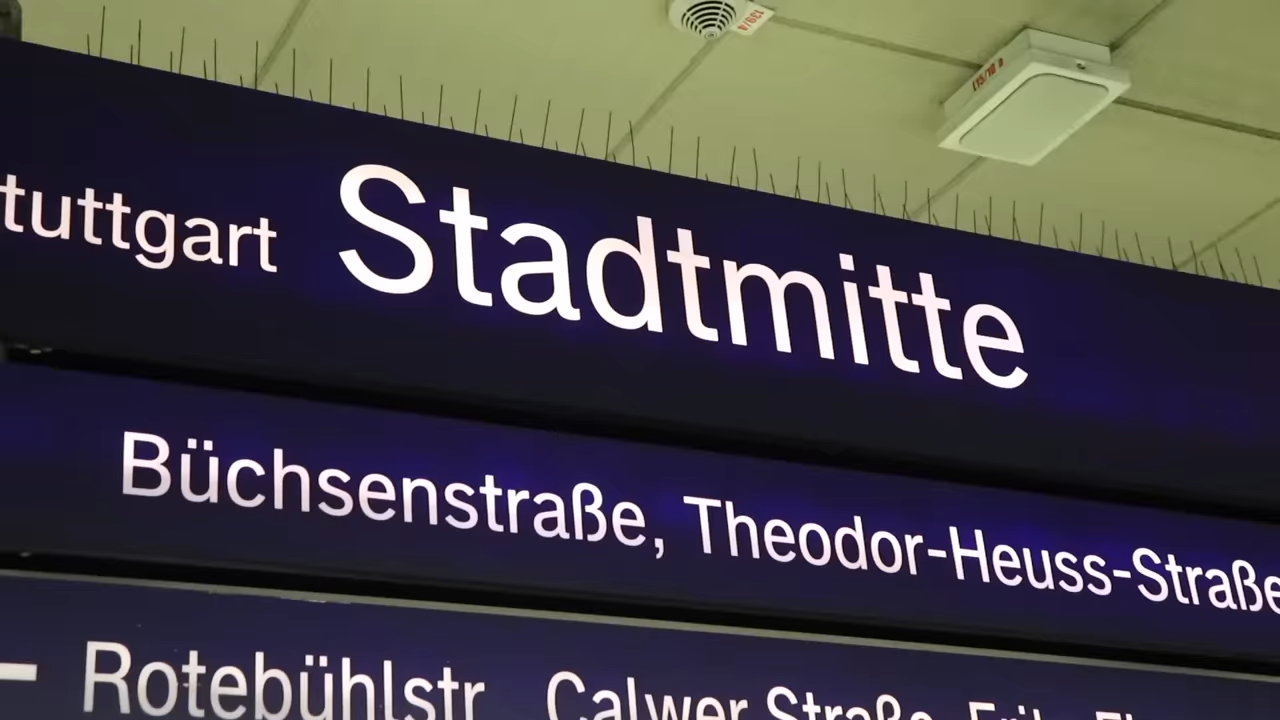 tuttgart Stadtmitte
Büchsenstraße, Theodor-Heuss-Straße
Rotebühlstr Calwer Straße